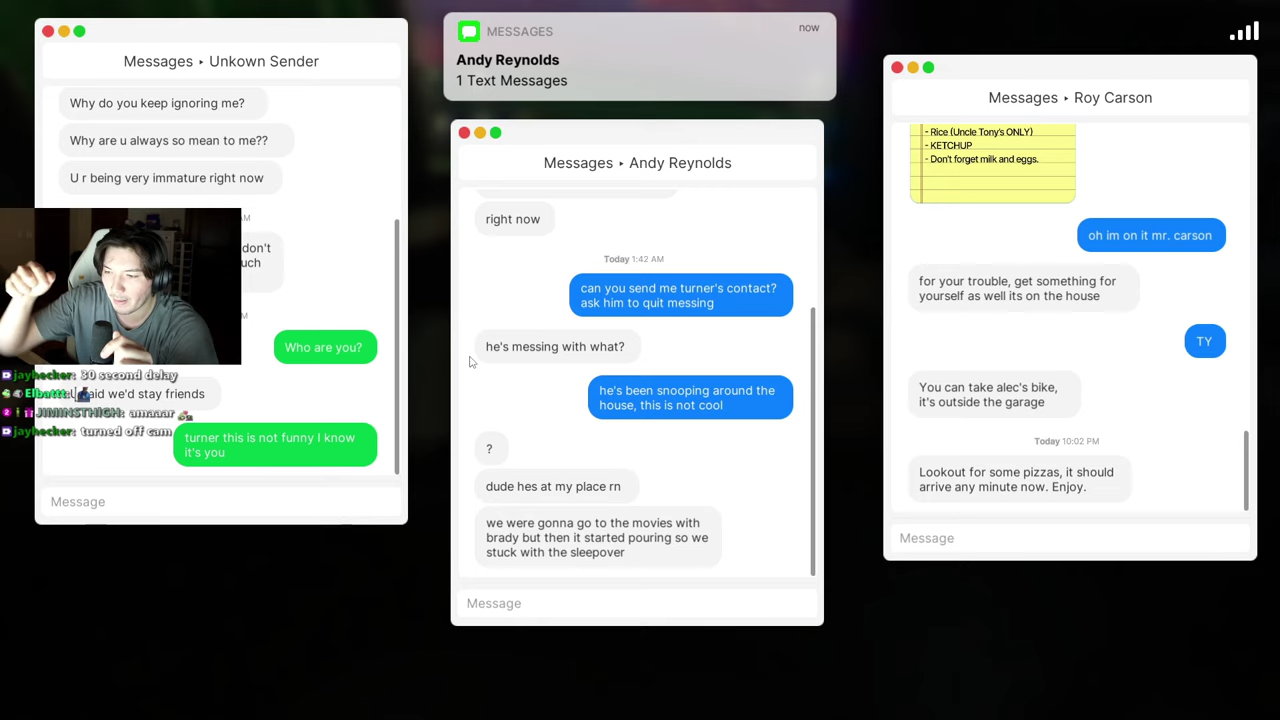 Messages ‣ Unkown Sender
Why do you keep ignoring me?
Why are u always so mean to me??
U r being very immature right now
AM
don't
uch
M
Who are you?
aid we'd stay friends
turner this is not funny I know
it's you
Message
jayhecker: 30 second delay
Elbattt:
JIMINSTHIGH: amaaar
jayhecker: turned off cam
MESSAGES
now
Andy Reynolds
1 Text Messages
Messages ‣ Andy Reynolds
right now
Today 1:42 AM
can you send me turner's contact?
ask him to quit messing
he's messing with what?
he's been snooping around the
house, this is not cool
?
dude hes at my place rn
we were gonna go to the movies with
brady but then it started pouring so we
stuck with the sleepover
Message
Messages ‣ Roy Carson
- Rice (Uncle Tony's ONLY)
- KETCHUP
- Don't forget milk and eggs.
oh im on it mr. carson
for your trouble, get something for
yourself as well its on the house
TY
You can take alec's bike,
it's outside the garage
Today 10:02 PM
Lookout for some pizzas, it should
arrive any minute now. Enjoy.
Message